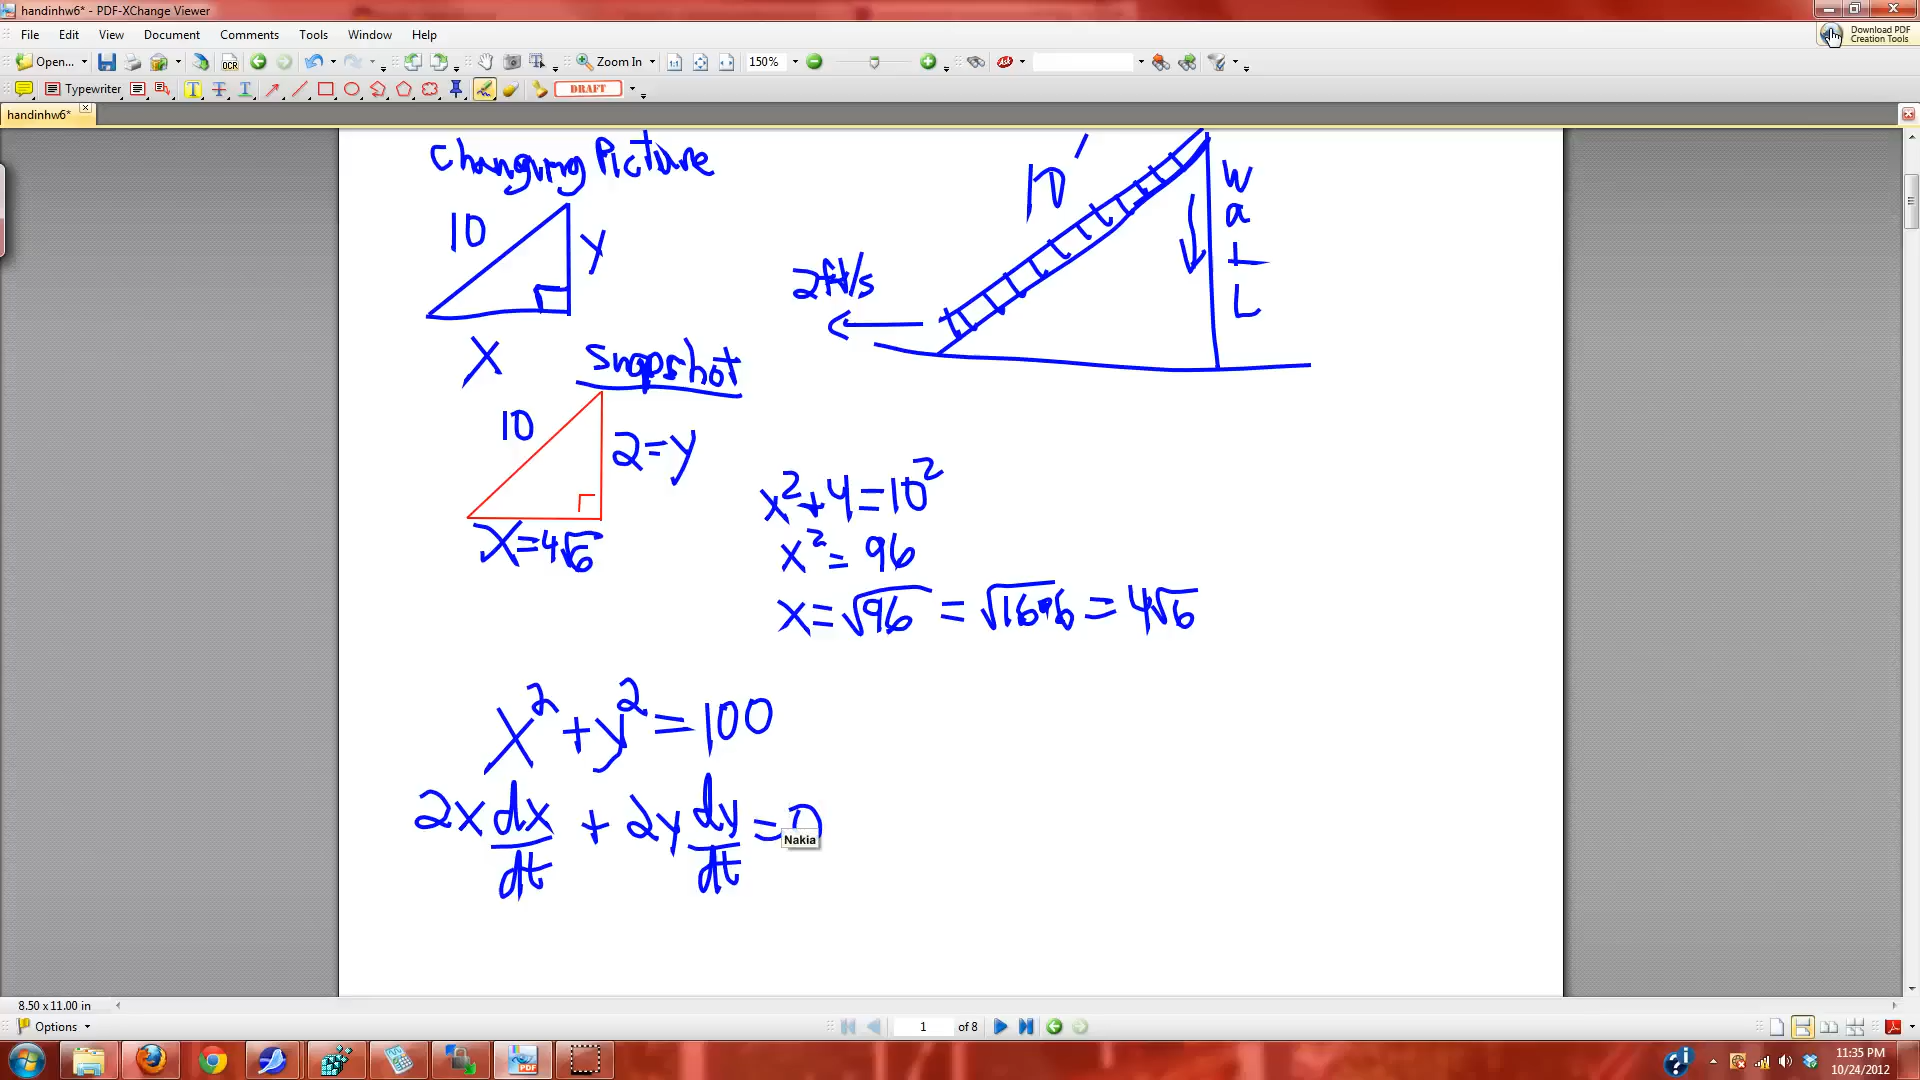 handinhw6* - PDF-XChange Viewer
File Edit View Document Comments Tools Window Help
Download PDF
Creation Tools
Open... OCR Zoom In 150%
Typewriter T T T DRAFT
handinhw6*
Changing Picture
10
y
x
10'
WaLL
2ft/s
Snapshot
10
2=y
x=4√6
x²+4=10²
x²=96
x=√96=√16•6=4√6
x²+y²=100
2x dx/dt + 2y dy/dt =0
Nakia
8.50 x 11.00 in
Options
1 of 8
PDF
11:35 PM
10/24/2012